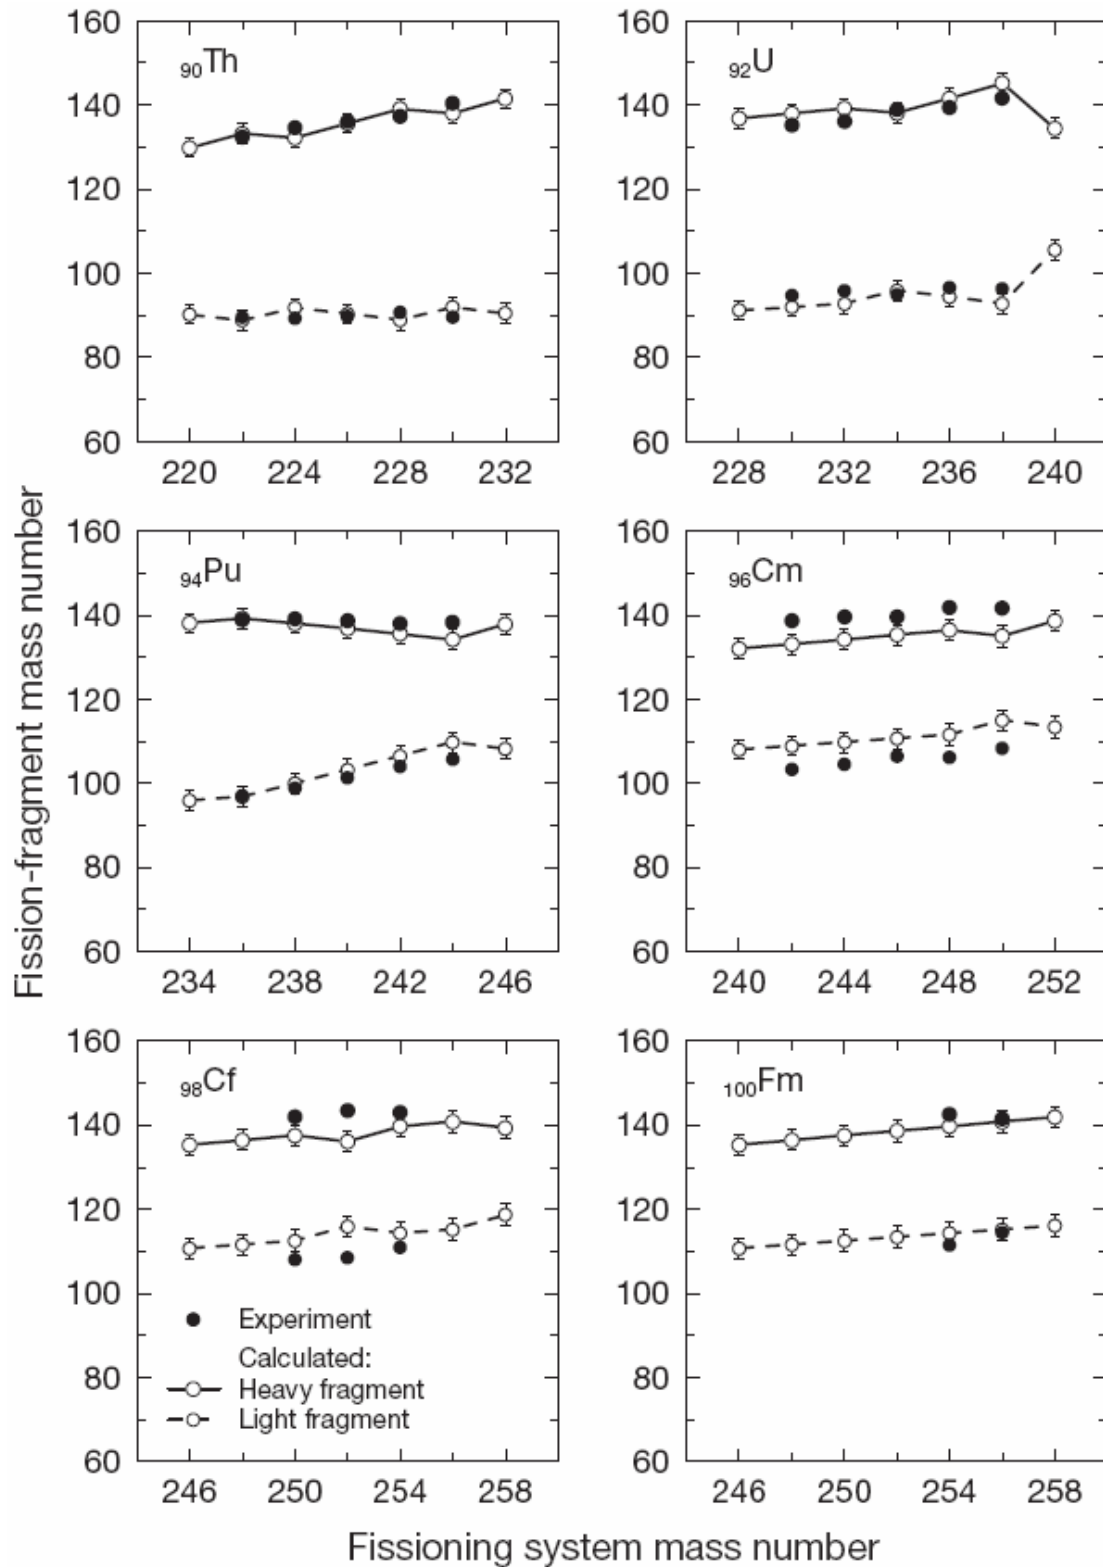 Fission-fragment mass number
160
140
120
100
80
60
90Th
220 224 228 232
160
140
120
100
80
60
92U
228 232 236 240
160
140
120
100
80
60
94Pu
234 238 242 246
160
140
120
100
80
60
96Cm
240 244 248 252
160
140
120
100
80
60
98Cf
Experiment
Calculated:
Heavy fragment
Light fragment
246 250 254 258
160
140
120
100
80
60
100Fm
246 250 254 258
Fissioning system mass number